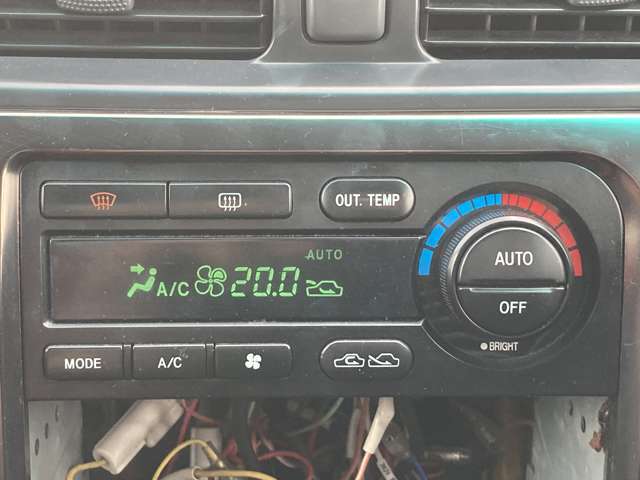 OUT. TEMP
AUTO
A/C 20.0
AUTO
OFF
BRIGHT
MODE
A/C